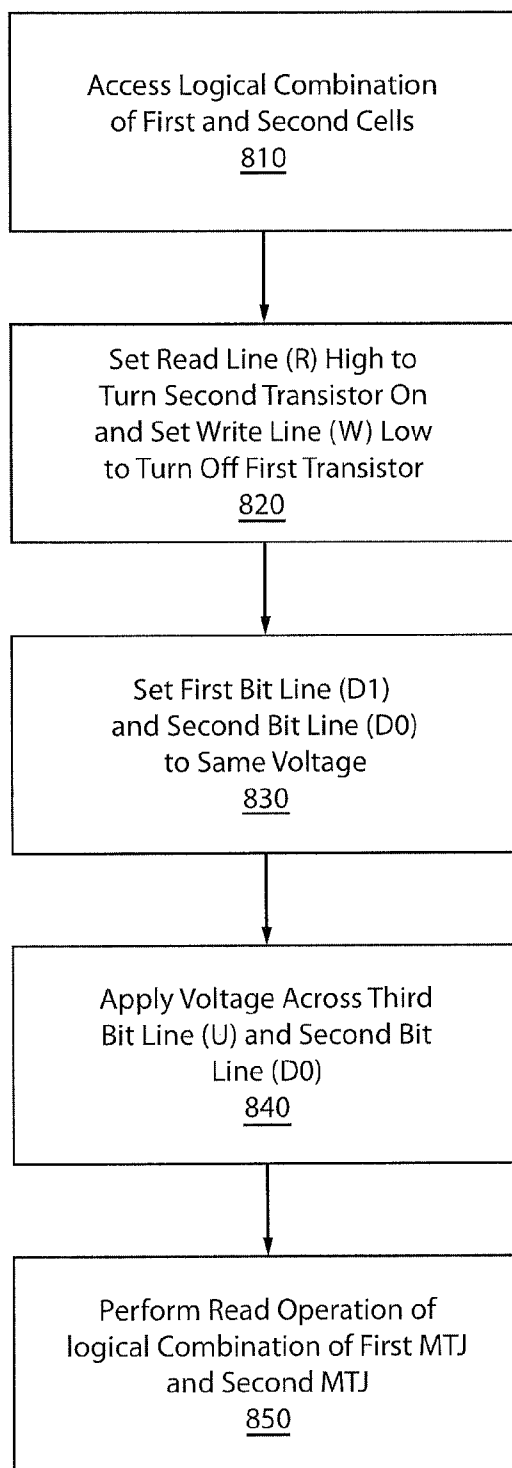 Access Logical Combination
of First and Second Cells
810
Set Read Line (R) High to
Turn Second Transistor On
and Set Write Line (W) Low
to Turn Off First Transistor
820
Set First Bit Line (D1)
and Second Bit Line (D0)
to Same Voltage
830
Apply Voltage Across Third
Bit Line (U) and Second Bit
Line (D0)
840
Perform Read Operation of
logical Combination of First MTJ
and Second MTJ
850